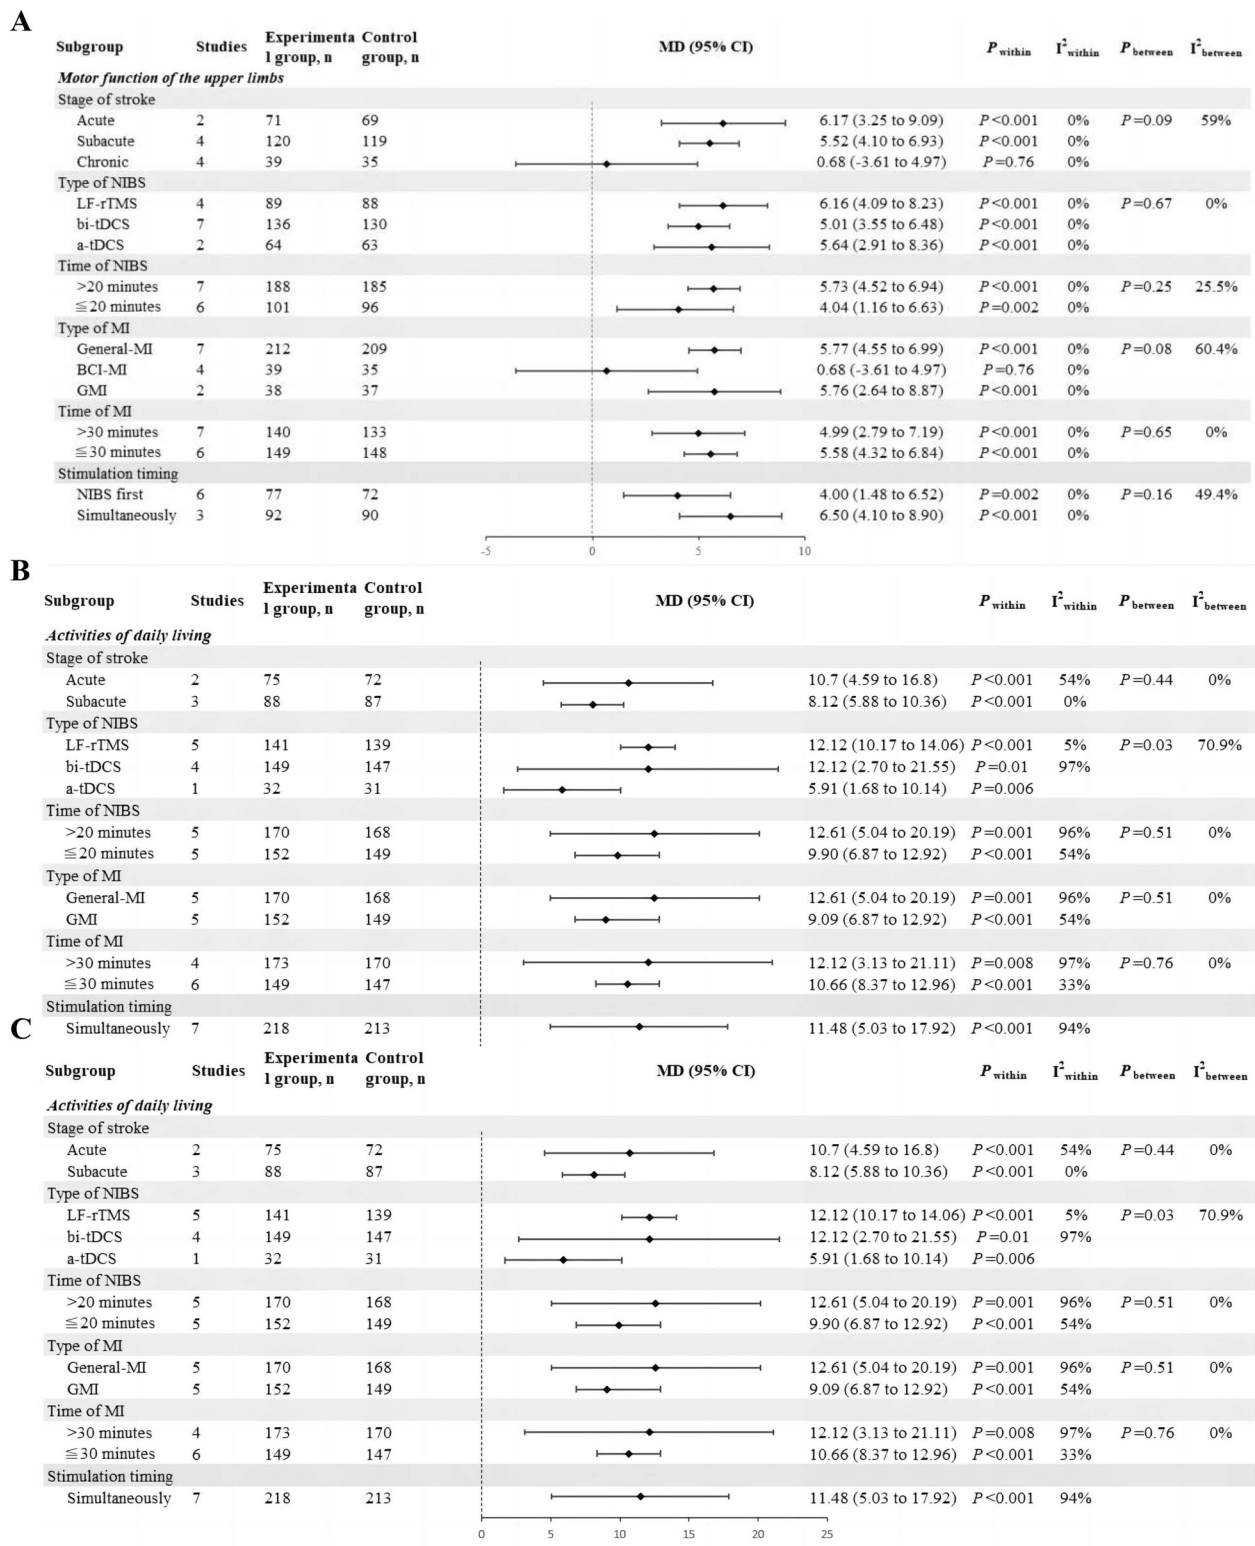 A
Subgroup Studies Experimenta l group, n Control group, n MD (95% CI) P within I² within P between I² between
Motor function of the upper limbs
Stage of stroke
Acute 2 71 69 6.17 (3.25 to 9.09) P<0.001 0% P=0.09 59%
Subacute 4 120 119 5.52 (4.10 to 6.93) P<0.001 0%
Chronic 4 39 35 0.68 (-3.61 to 4.97) P=0.76 0%
Type of NIBS
LF-rTMS 4 89 88 6.16 (4.09 to 8.23) P<0.001 0% P=0.67 0%
bi-tDCS 7 136 130 5.01 (3.55 to 6.48) P<0.001 0%
a-tDCS 2 64 63 5.64 (2.91 to 8.36) P<0.001 0%
Time of NIBS
>20 minutes 7 188 185 5.73 (4.52 to 6.94) P<0.001 0% P=0.25 25.5%
≦20 minutes 6 101 96 4.04 (1.16 to 6.63) P=0.002 0%
Type of MI
General-MI 7 212 209 5.77 (4.55 to 6.99) P<0.001 0% P=0.08 60.4%
BCI-MI 4 39 35 0.68 (-3.61 to 4.97) P=0.76 0%
GMI 2 38 37 5.76 (2.64 to 8.87) P<0.001 0%
Time of MI
>30 minutes 7 140 133 4.99 (2.79 to 7.19) P<0.001 0% P=0.65 0%
≦30 minutes 6 149 148 5.58 (4.32 to 6.84) P<0.001 0%
Stimulation timing
NIBS first 6 77 72 4.00 (1.48 to 6.52) P=0.002 0% P=0.16 49.4%
Simultaneously 3 92 90 6.50 (4.10 to 8.90) P<0.001 0%
-5 0 5 10
B
Subgroup Studies Experimenta l group, n Control group, n MD (95% CI) P within I² within P between I² between
Activities of daily living
Stage of stroke
Acute 2 75 72 10.7 (4.59 to 16.8) P<0.001 54% P=0.44 0%
Subacute 3 88 87 8.12 (5.88 to 10.36) P<0.001 0%
Type of NIBS
LF-rTMS 5 141 139 12.12 (10.17 to 14.06) P<0.001 5% P=0.03 70.9%
bi-tDCS 4 149 147 12.12 (2.70 to 21.55) P=0.01 97%
a-tDCS 1 32 31 5.91 (1.68 to 10.14) P=0.006
Time of NIBS
>20 minutes 5 170 168 12.61 (5.04 to 20.19) P=0.001 96% P=0.51 0%
≦20 minutes 5 152 149 9.90 (6.87 to 12.92) P<0.001 54%
Type of MI
General-MI 5 170 168 12.61 (5.04 to 20.19) P=0.001 96% P=0.51 0%
GMI 5 152 149 9.09 (6.87 to 12.92) P<0.001 54%
Time of MI
>30 minutes 4 173 170 12.12 (3.13 to 21.11) P=0.008 97% P=0.76 0%
≦30 minutes 6 149 147 10.66 (8.37 to 12.96) P<0.001 33%
Stimulation timing
Simultaneously 7 218 213 11.48 (5.03 to 17.92) P<0.001 94%
C
Subgroup Studies Experimenta l group, n Control group, n MD (95% CI) P within I² within P between I² between
Activities of daily living
Stage of stroke
Acute 2 75 72 10.7 (4.59 to 16.8) P<0.001 54% P=0.44 0%
Subacute 3 88 87 8.12 (5.88 to 10.36) P<0.001 0%
Type of NIBS
LF-rTMS 5 141 139 12.12 (10.17 to 14.06) P<0.001 5% P=0.03 70.9%
bi-tDCS 4 149 147 12.12 (2.70 to 21.55) P=0.01 97%
a-tDCS 1 32 31 5.91 (1.68 to 10.14) P=0.006
Time of NIBS
>20 minutes 5 170 168 12.61 (5.04 to 20.19) P=0.001 96% P=0.51 0%
≦20 minutes 5 152 149 9.90 (6.87 to 12.92) P<0.001 54%
Type of MI
General-MI 5 170 168 12.61 (5.04 to 20.19) P=0.001 96% P=0.51 0%
GMI 5 152 149 9.09 (6.87 to 12.92) P<0.001 54%
Time of MI
>30 minutes 4 173 170 12.12 (3.13 to 21.11) P=0.008 97% P=0.76 0%
≦30 minutes 6 149 147 10.66 (8.37 to 12.96) P<0.001 33%
Stimulation timing
Simultaneously 7 218 213 11.48 (5.03 to 17.92) P<0.001 94%
0 5 10 15 20 25